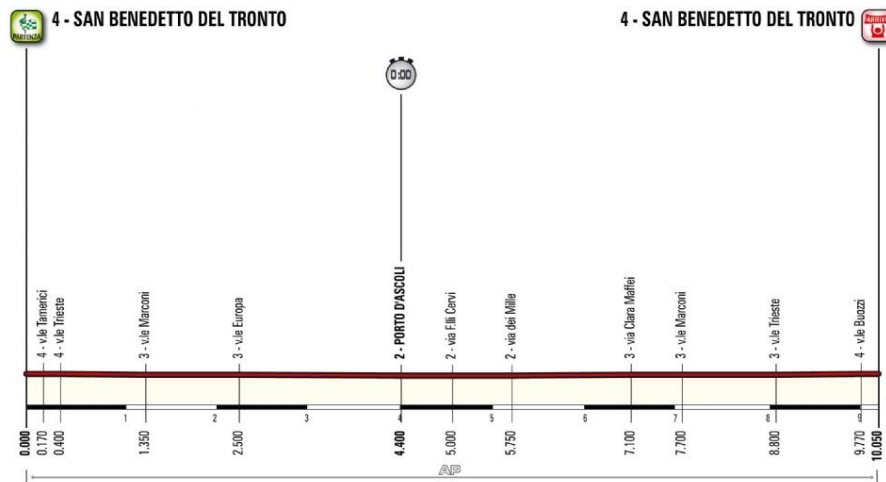 4 - SAN BENEDETTO DEL TRONTO
4 - SAN BENEDETTO DEL TRONTO
PARTENZA
ARRIVO
0:00
4 - v.le Tamerici
4 - v.le Trieste
3 - v.le Marconi
3 - v.le Europa
2 - PORTO D'ASCOLI
2 - via F.lli Cervi
2 - via dei Mille
3 - via Clara Maffei
3 - v.le Marconi
3 - v.le Trieste
4 - v.le Buozzi
1 2 3 4 5 6 7 8 9
0.000
0.170
0.400
1.350
2.500
4.400
5.000
5.750
7.100
7.700
8.800
9.770
10.050
AP